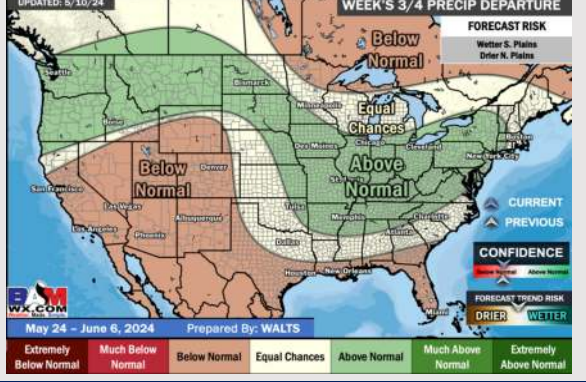 UPDATED: 5/10/24
WEEK'S 3/4 PRECIP DEPARTURE
FORECAST RISK
Wetter S. Plains
Drier N. Plains
Below
Normal
Seattle
Bismarck
Minneapolis
Equal
Chances
Boise
Boston
Des Moines
Chicago
Cleveland
New York City
Below
Normal
Denver
Above
Normal
St. Louis
San Francisco
Las Vegas
Tulsa
Memphis
Charlotte
Los Angeles
Albuquerque
Phoenix
Atlanta
Dallas
Houston
New Orleans
Miami
CURRENT
PREVIOUS
CONFIDENCE
Below Normal
Above Normal
FORECAST TREND RISK
DRIER
WETTER
BAM
WX.COM
May 24 – June 6, 2024
Prepared By: WALTS
Extremely
Below Normal
Much Below
Normal
Below Normal
Equal Chances
Above Normal
Much Above
Normal
Extremely
Above Normal